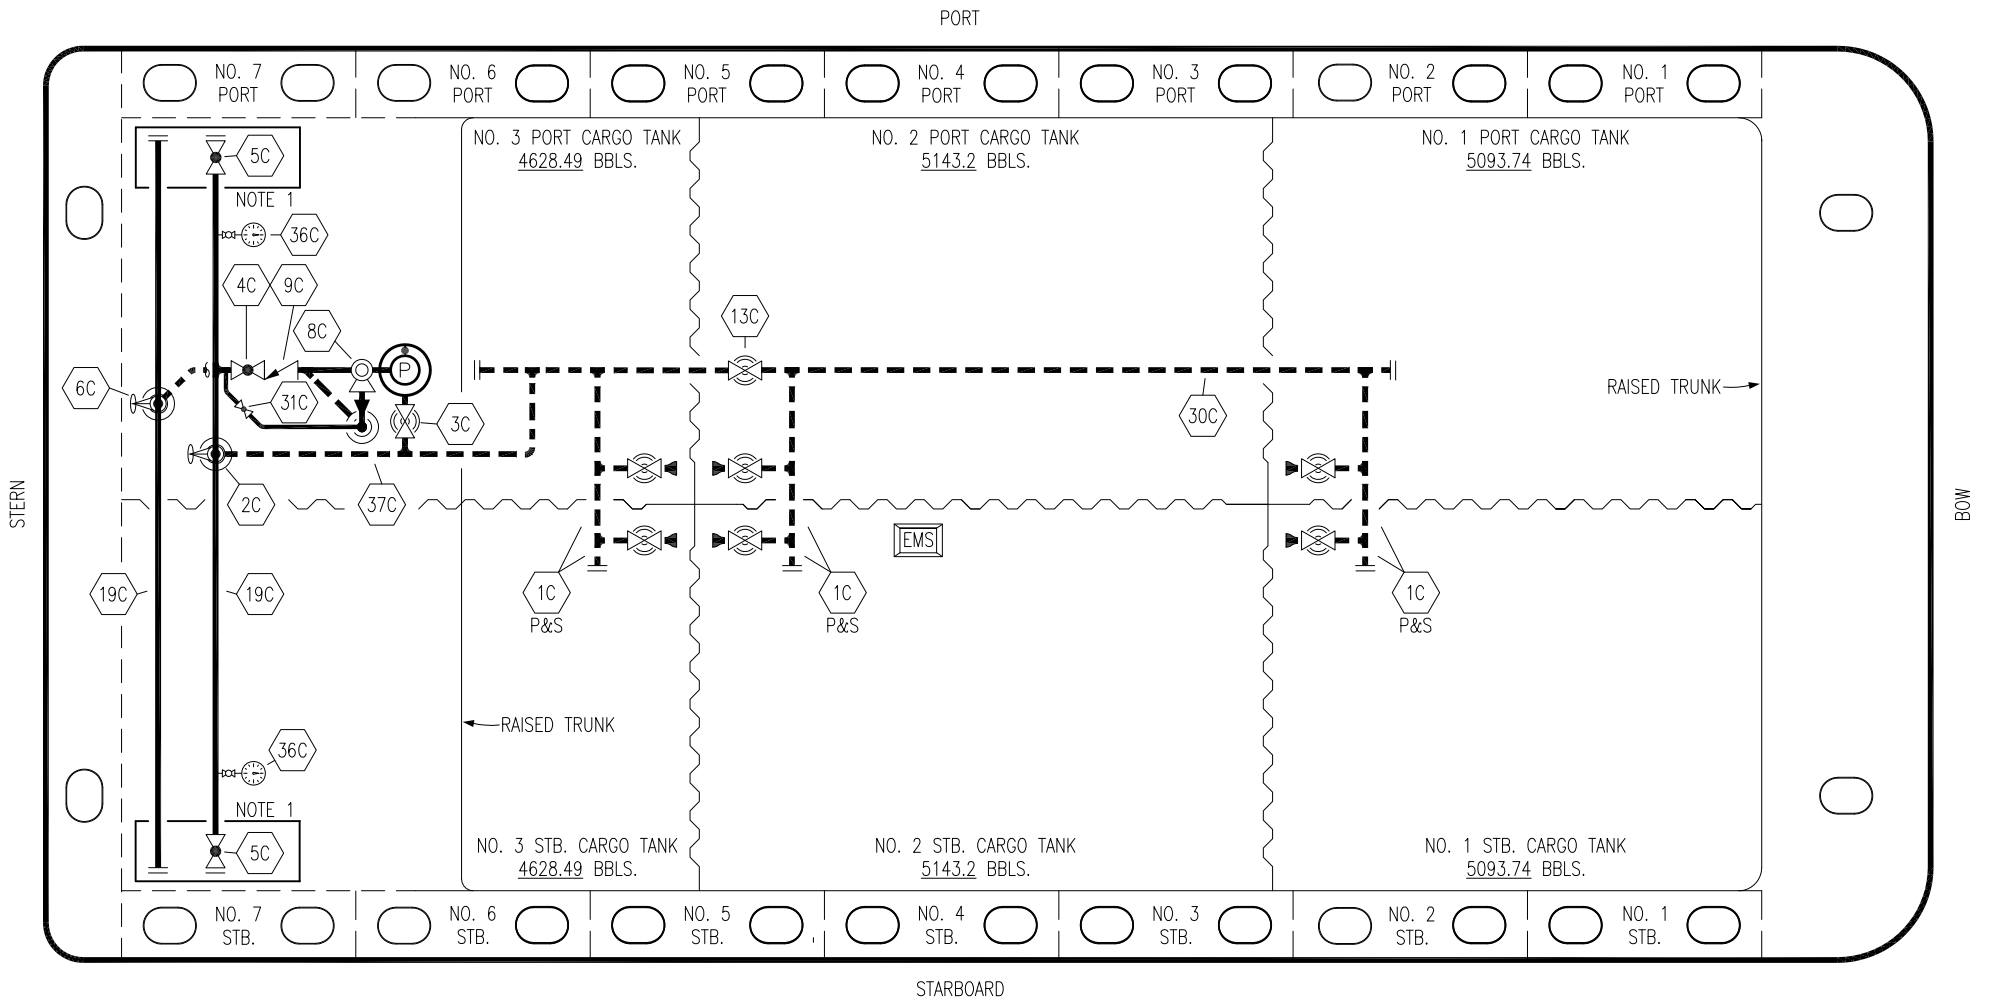 PORT
NO. 7
PORT
NO. 6
PORT
NO. 5
PORT
NO. 4
PORT
NO. 3
PORT
NO. 2
PORT
NO. 1
PORT
NO. 3 PORT CARGO TANK
4628.49 BBLS.
NO. 2 PORT CARGO TANK
5143.2 BBLS.
NO. 1 PORT CARGO TANK
5093.74 BBLS.
5C
NOTE 1
36C
4C
9C
8C
13C
P
6C
31C
3C
30C
RAISED TRUNK
2C
37C
STERN
BOW
EMS
19C
19C
1C
P&S
1C
P&S
1C
P&S
RAISED TRUNK
36C
NOTE 1
5C
NO. 3 STB. CARGO TANK
4628.49 BBLS.
NO. 2 STB. CARGO TANK
5143.2 BBLS.
NO. 1 STB. CARGO TANK
5093.74 BBLS.
NO. 7
STB.
NO. 6
STB.
NO. 5
STB.
NO. 4
STB.
NO. 3
STB.
NO. 2
STB.
NO. 1
STB.
STARBOARD